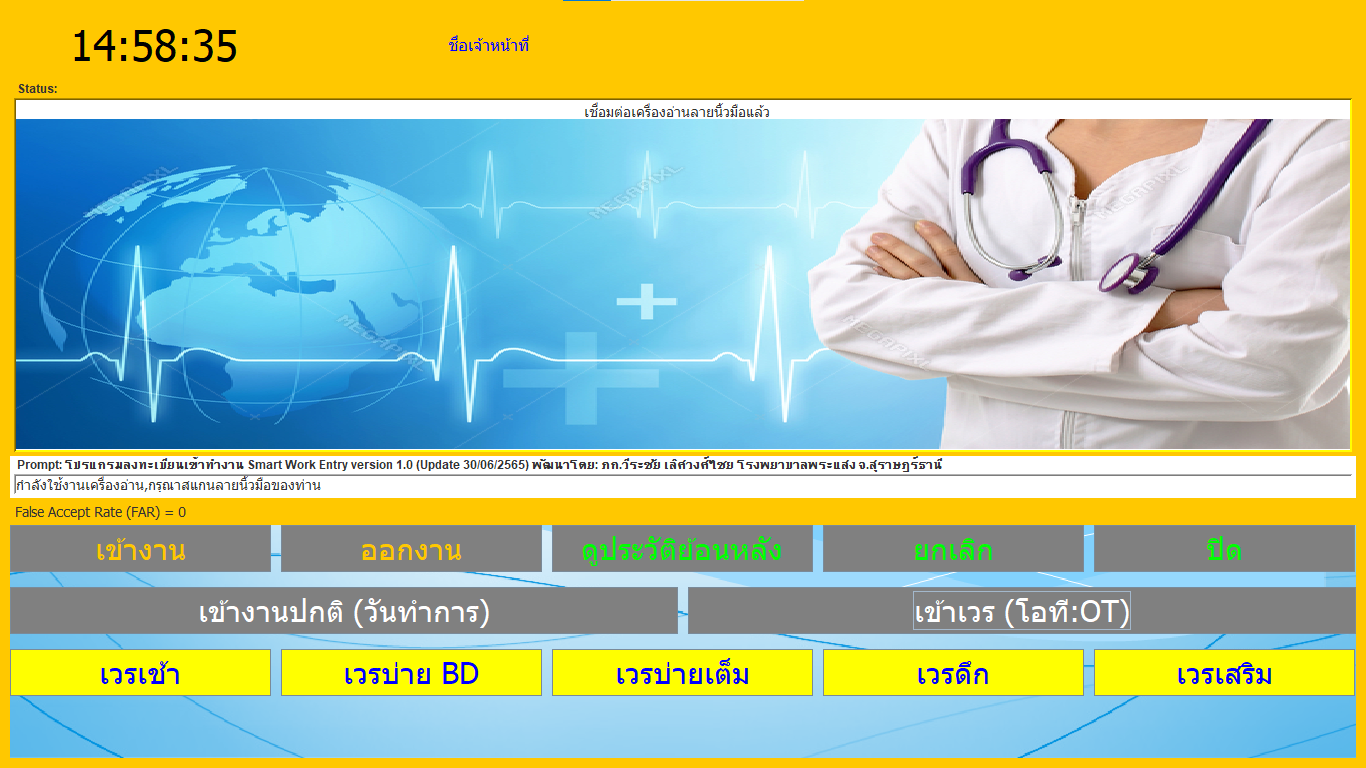 14:58:35
ชื่อเจ้าหน้าที่
Status:
เชื่อมต่อเครื่องอ่านลายนิ้วมือแล้ว
MEGAPIXL MEGAPIXL MEGAPIXL
MEGAPIXL MEGAPIXL
Prompt: โปรแกรมลงทะเบียนเข้าทำงาน Smart Work Entry version 1.0 (Update 30/06/2565) พัฒนาโดย: ภก.วีระชัย เลิศวงศ์ไชย โรงพยาบาลพระแสง จ.สุราษฎร์ธานี
กำลังใช้งานเครื่องอ่าน,กรุณาสแกนลายนิ้วมือของท่าน
False Accept Rate (FAR) = 0
เข้างาน ออกงาน ดูประวัติย้อนหลัง ยกเลิก ปิด
เข้างานปกติ (วันทำการ) เข้าเวร (โอที:OT)
เวรเช้า เวรบ่าย BD เวรบ่ายเต็ม เวรดึก เวรเสริม